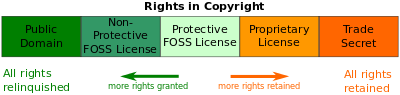 Rights in Copyright
Public
Domain
Non-
Protective
FOSS License
Protective
FOSS License
Proprietary
License
Trade
Secret
All rights
relinquished
more rights granted
more rights retained
All rights
retained